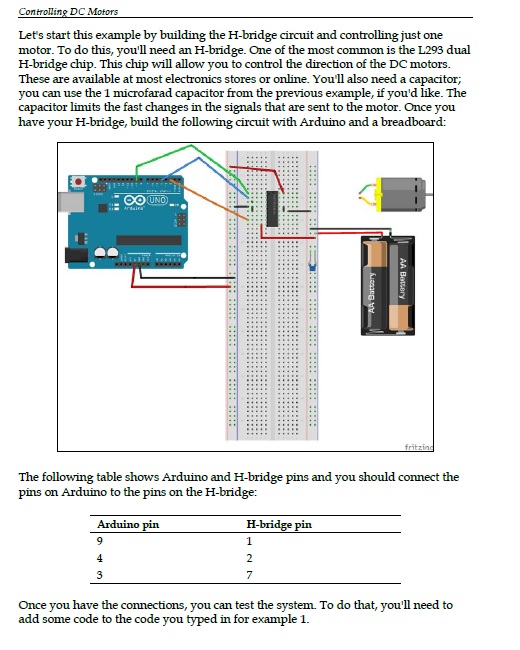 Controlling DC Motors
Let's start this example by building the H-bridge circuit and controlling just one
motor. To do this, you'll need an H-bridge. One of the most common is the L293 dual
H-bridge chip. This chip will allow you to control the direction of the DC motors.
These are available at most electronics stores or online. You'll also need a capacitor;
you can use the 1 microfarad capacitor from the previous example, if you'd like. The
capacitor limits the fast changes in the signals that are sent to the motor. Once you
have your H-bridge, build the following circuit with Arduino and a breadboard:
UNO
Arduino
AA Battery
AA Battery
fritzing
The following table shows Arduino and H-bridge pins and you should connect the
pins on Arduino to the pins on the H-bridge:
Arduino pin H-bridge pin
9 1
4 2
3 7
Once you have the connections, you can test the system. To do that, you'll need to
add some code to the code you typed in for example 1.